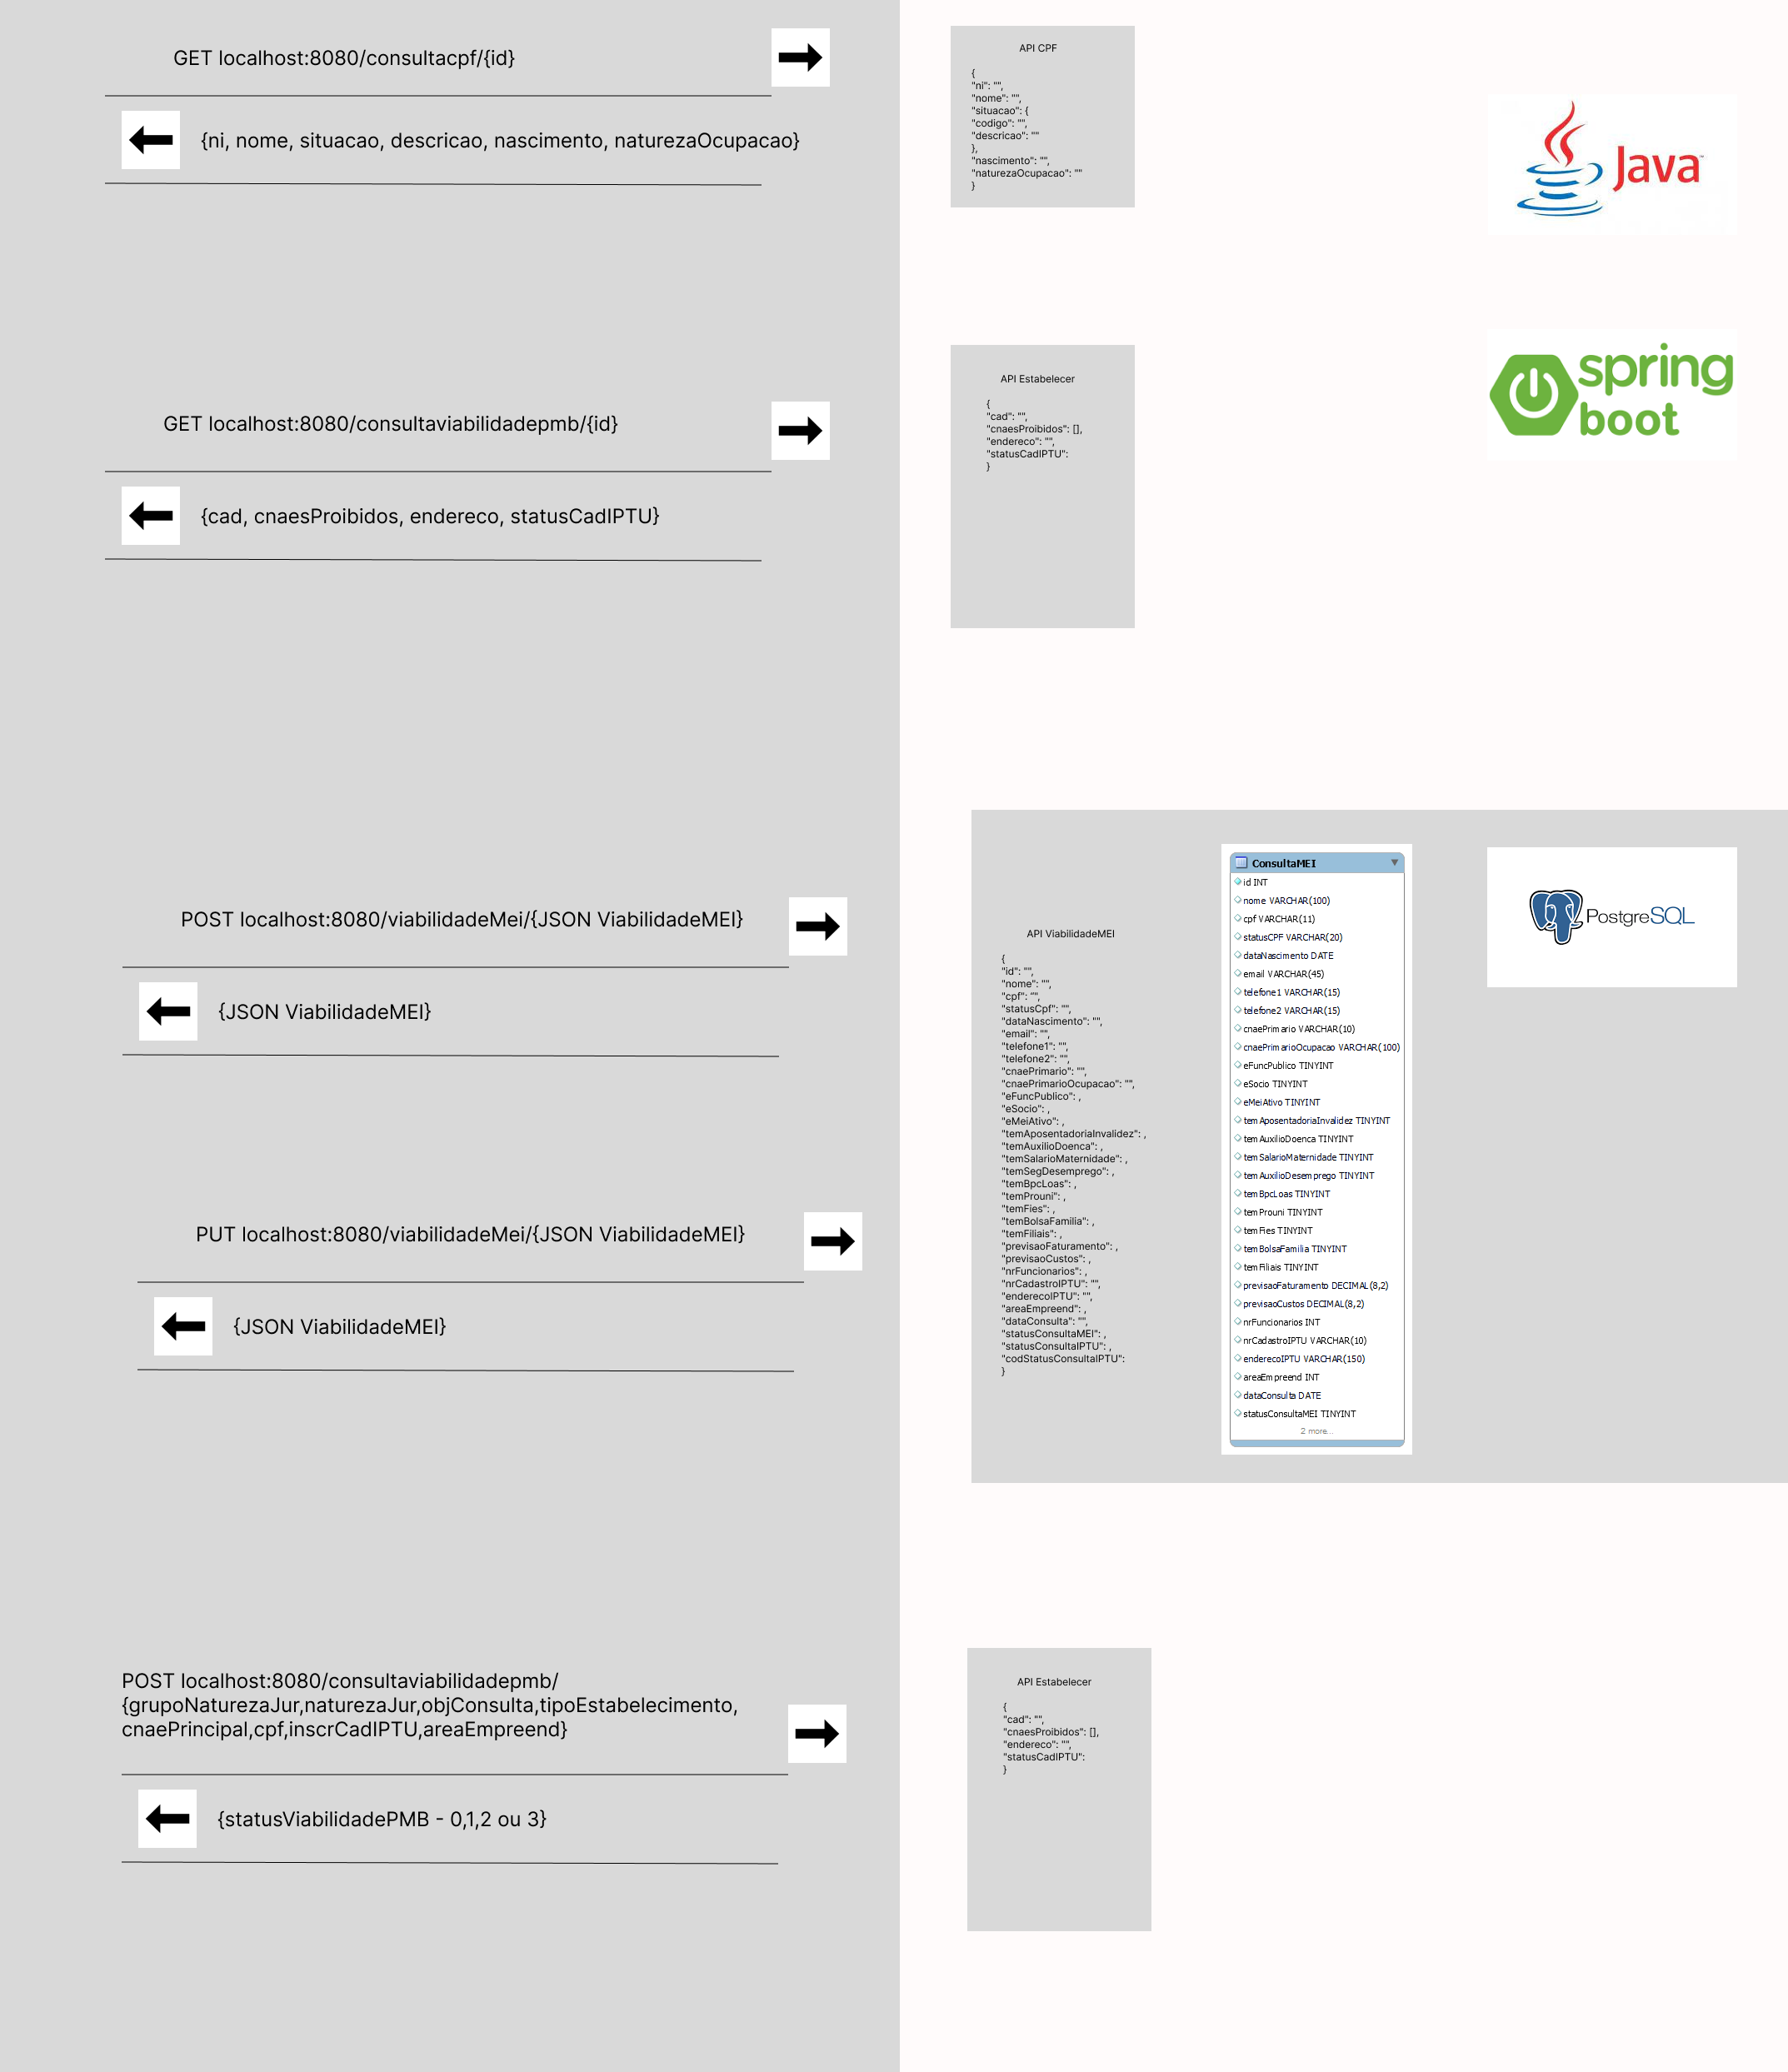 GET localhost:8080/consultacpf/{id}
{ni, nome, situacao, descricao, nascimento, naturezaOcupacao}
API CPF
{
"ni": "",
"nome": "",
"situacao": {
"codigo": "",
"descricao": ""
},
"nascimento": "",
"naturezaOcupacao": ""
}
Java™
GET localhost:8080/consultaviabilidadepmb/{id}
{cad, cnaesProibidos, endereco, statusCadIPTU}
API Estabelecer
{
"cad": "",
"cnaesProibidos": [],
"endereco": "",
"statusCadIPTU":
}
spring
boot
POST localhost:8080/viabilidadeMei/{JSON ViabilidadeMEI}
{JSON ViabilidadeMEI}
PUT localhost:8080/viabilidadeMei/{JSON ViabilidadeMEI}
{JSON ViabilidadeMEI}
API ViabilidadeMEI
{
"id": "",
"nome": "",
"cpf": "",
"statusCpf": "",
"dataNascimento": "",
"email": "",
"telefone1": "",
"telefone2": "",
"cnaePrimario": "",
"cnaePrimarioOcupacao": "",
"eFuncPublico": ,
"eSocio": ,
"eMeiAtivo": ,
"temAposentadoriaInvalidez": ,
"temAuxilioDoenca": ,
"temSalarioMaternidade": ,
"temSegDesemprego": ,
"temBpcLoas": ,
"temProuni": ,
"temFies": ,
"temBolsaFamilia": ,
"temFiliais": ,
"previsaoFaturamento": ,
"previsaoCustos": ,
"nrFuncionarios": ,
"nrCadastroIPTU": "",
"enderecoIPTU": "",
"areaEmpreend": ,
"dataConsulta": "",
"statusConsultaMEI": ,
"statusConsultaIPTU": ,
"codStatusConsultaIPTU":
}
ConsultaMEI
id INT
nome VARCHAR(100)
cpf VARCHAR(11)
statusCPF VARCHAR(20)
dataNascimento DATE
email VARCHAR(45)
telefone1 VARCHAR(15)
telefone2 VARCHAR(15)
cnaePrimario VARCHAR(10)
cnaePrimarioOcupacao VARCHAR(100)
eFuncPublico TINYINT
eSocio TINYINT
eMeiAtivo TINYINT
temAposentadoriaInvalidez TINYINT
temAuxilioDoenca TINYINT
temSalarioMaternidade TINYINT
temAuxilioDesemprego TINYINT
temBpcLoas TINYINT
temProuni TINYINT
temFies TINYINT
temBolsaFamilia TINYINT
temFiliais TINYINT
previsaoFaturamento DECIMAL(8,2)
previsaoCustos DECIMAL(8,2)
nrFuncionarios INT
nrCadastroIPTU VARCHAR(10)
enderecoIPTU VARCHAR(150)
areaEmpreend INT
dataConsulta DATE
statusConsultaMEI TINYINT
2 more...
PostgreSQL
POST localhost:8080/consultaviabilidadepmb/
{grupoNaturezaJur,naturezaJur,objConsulta,tipoEstabelecimento,
cnaePrincipal,cpf,inscrCadIPTU,areaEmpreend}
{statusViabilidadePMB - 0,1,2 ou 3}
API Estabelecer
{
"cad": "",
"cnaesProibidos": [],
"endereco": "",
"statusCadIPTU":
}